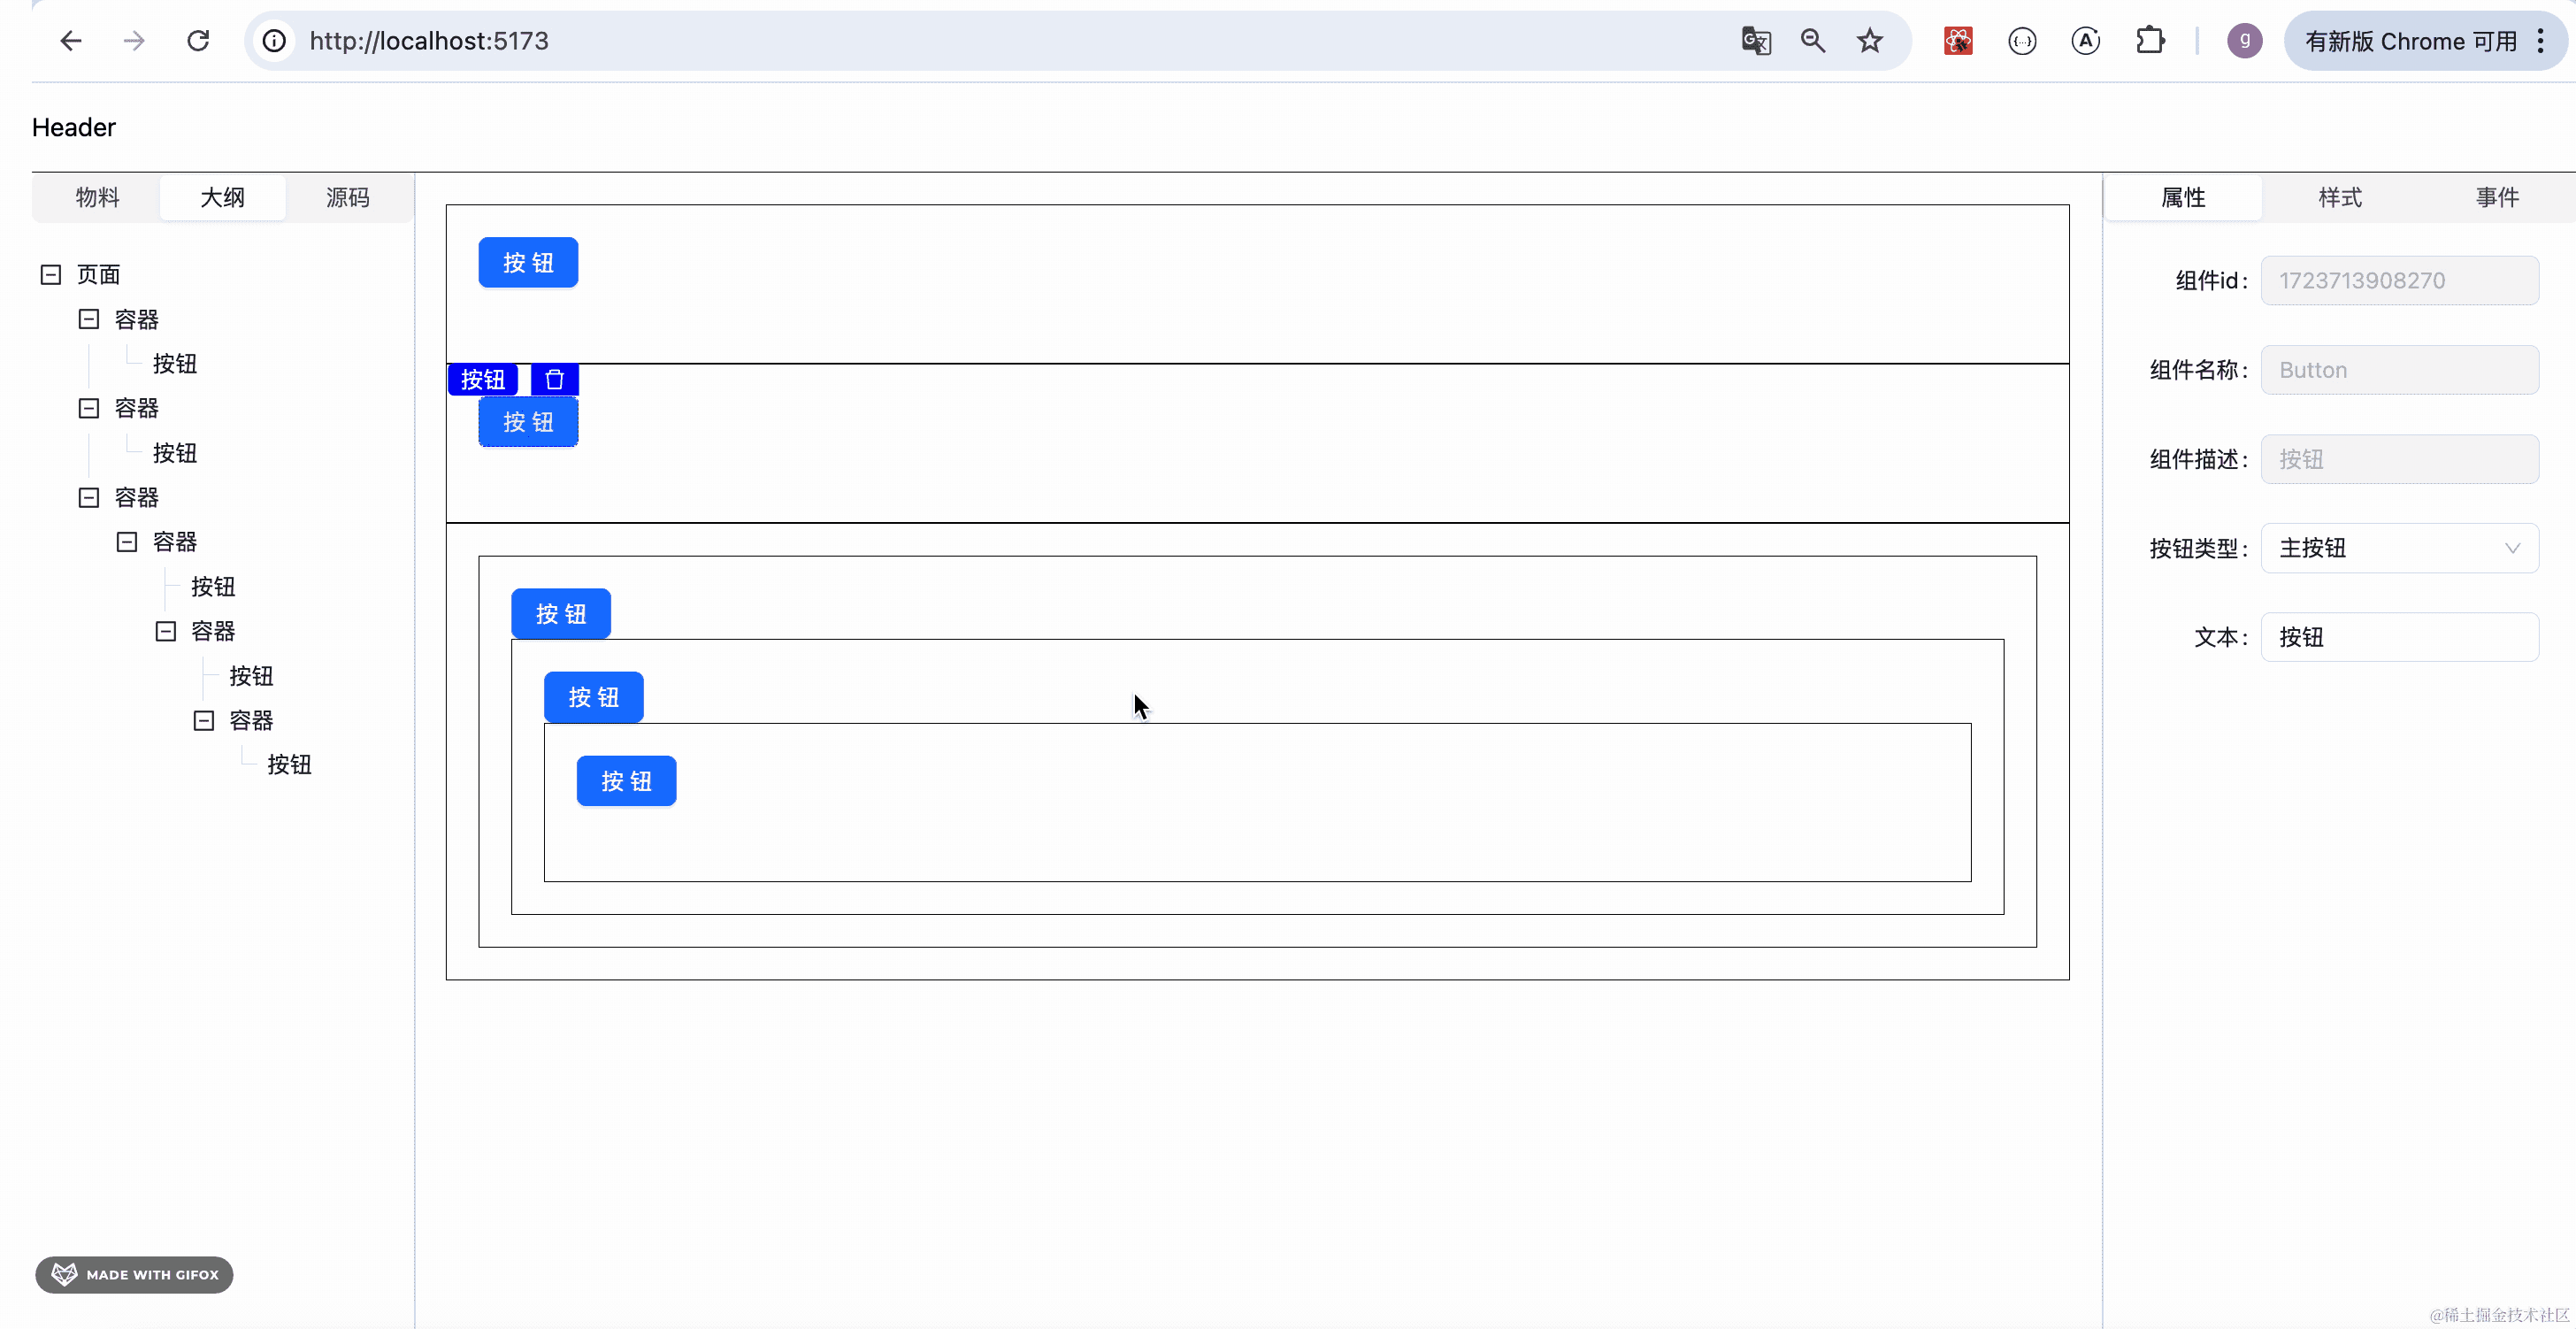 http://localhost:5173
g
有新版 Chrome 可用
Header
物料 大纲 源码
页面
容器
按钮
容器
按钮
容器
容器
按钮
容器
按钮
容器
按钮
按 钮
按钮
按 钮
按 钮
按 钮
按 钮
属性 样式 事件
组件id: 1723713908270
组件名称: Button
组件描述: 按钮
按钮类型: 主按钮
文本: 按钮
MADE WITH GIFOX
@稀土掘金技术社区